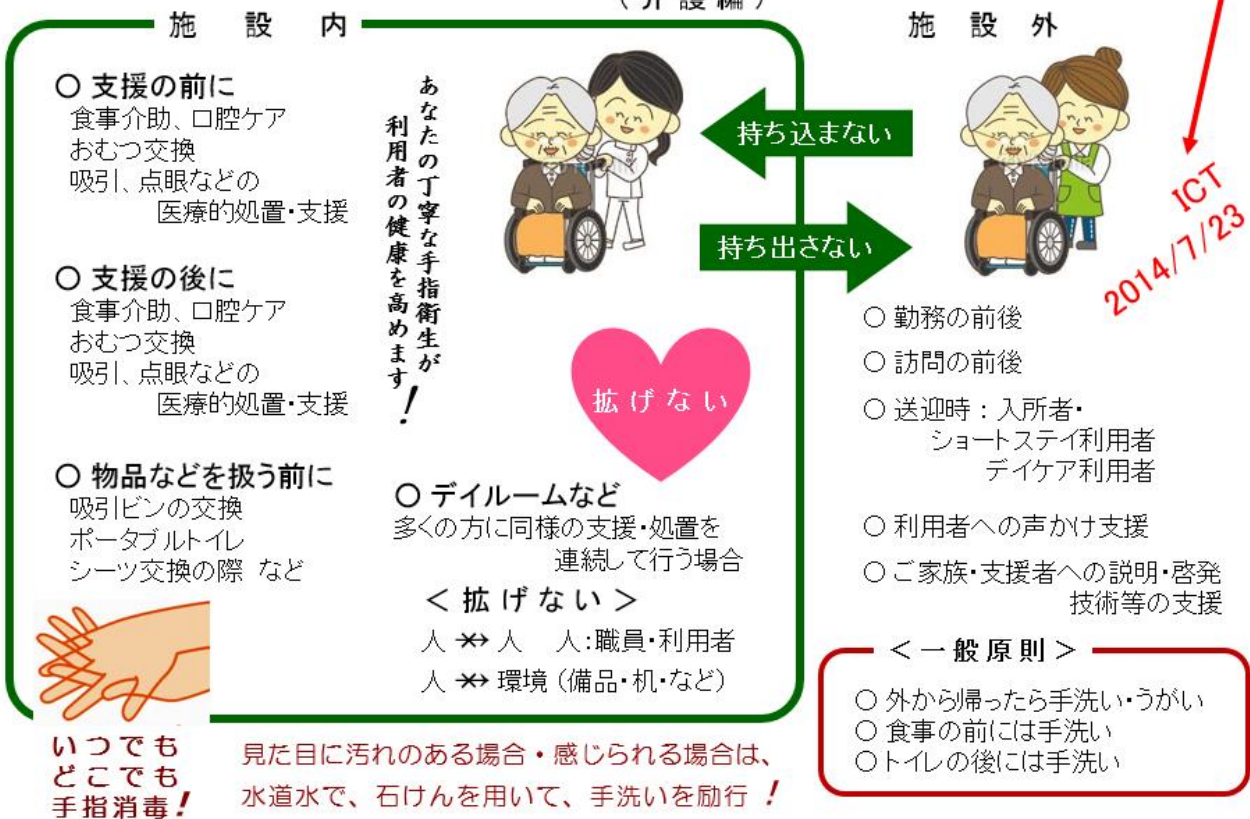 (介護編)
施設内
○ 支援の前に
食事介助、口腔ケア
おむつ交換
吸引、点眼などの
医療的処置・支援
○ 支援の後に
食事介助、口腔ケア
おむつ交換
吸引、点眼などの
医療的処置・支援
○ 物品などを扱う前に
吸引ビンの交換
ポータブルトイレ
シーツ交換の際 など
あなたの丁寧な手指衛生が
利用者の健康を高めます!
持ち込まない
持ち出さない
拡げない
○ デイルームなど
多くの方に同様の支援・処置を
連続して行う場合
<拡げない>
人 ↔ 人 人:職員・利用者
人 ↔ 環境(備品・机・など)
施設外
ICT
2014/7/23
○ 勤務の前後
○ 訪問の前後
○ 送迎時:入所者・
ショートステイ利用者
デイケア利用者
○ 利用者への声かけ支援
○ ご家族・支援者への説明・啓発
技術等の支援
<一般原則>
○ 外から帰ったら手洗い・うがい
○ 食事の前には手洗い
○ トイレの後には手洗い
いつでも
どこでも
手指消毒!
見た目に汚れのある場合・感じられる場合は、
水道水で、石けんを用いて、手洗いを励行!